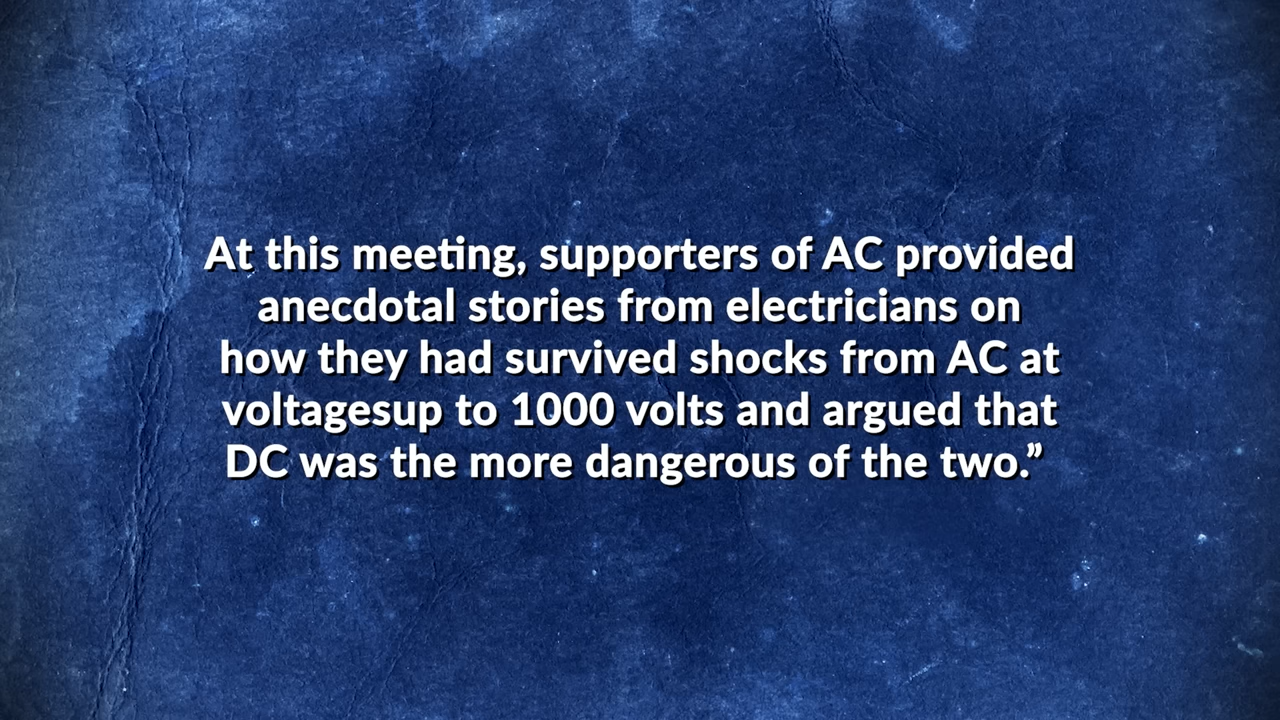 At this meeting, supporters of AC provided
anecdotal stories from electricians on
how they had survived shocks from AC at
voltagesup to 1000 volts and argued that
DC was the more dangerous of the two.”